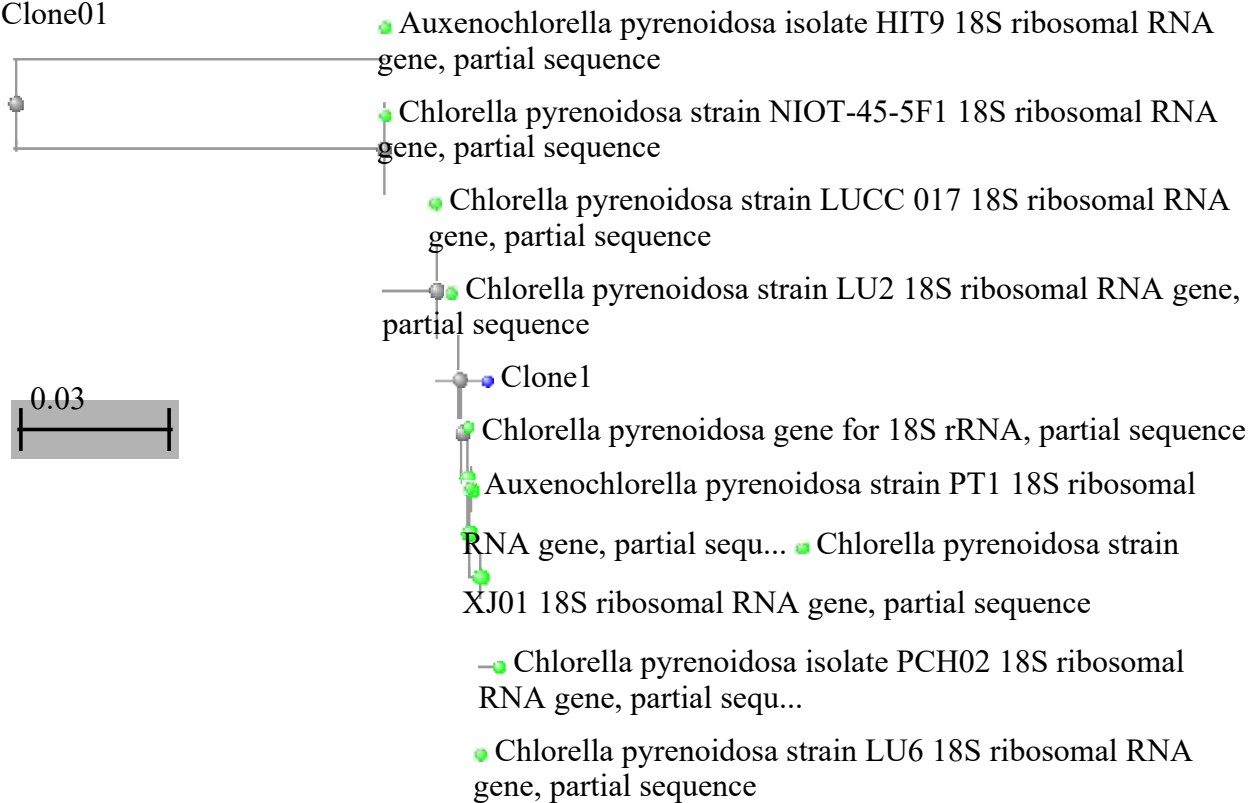 Clone01
Auxenochlorella pyrenoidosa isolate HIT9 18S ribosomal RNA
gene, partial sequence
Chlorella pyrenoidosa strain NIOT-45-5F1 18S ribosomal RNA
gene, partial sequence
Chlorella pyrenoidosa strain LUCC 017 18S ribosomal RNA
gene, partial sequence
Chlorella pyrenoidosa strain LU2 18S ribosomal RNA gene,
partial sequence
Clone1
0.03
Chlorella pyrenoidosa gene for 18S rRNA, partial sequence
Auxenochlorella pyrenoidosa strain PT1 18S ribosomal
RNA gene, partial sequ... Chlorella pyrenoidosa strain
XJ01 18S ribosomal RNA gene, partial sequence
Chlorella pyrenoidosa isolate PCH02 18S ribosomal
RNA gene, partial sequ...
Chlorella pyrenoidosa strain LU6 18S ribosomal RNA
gene, partial sequence